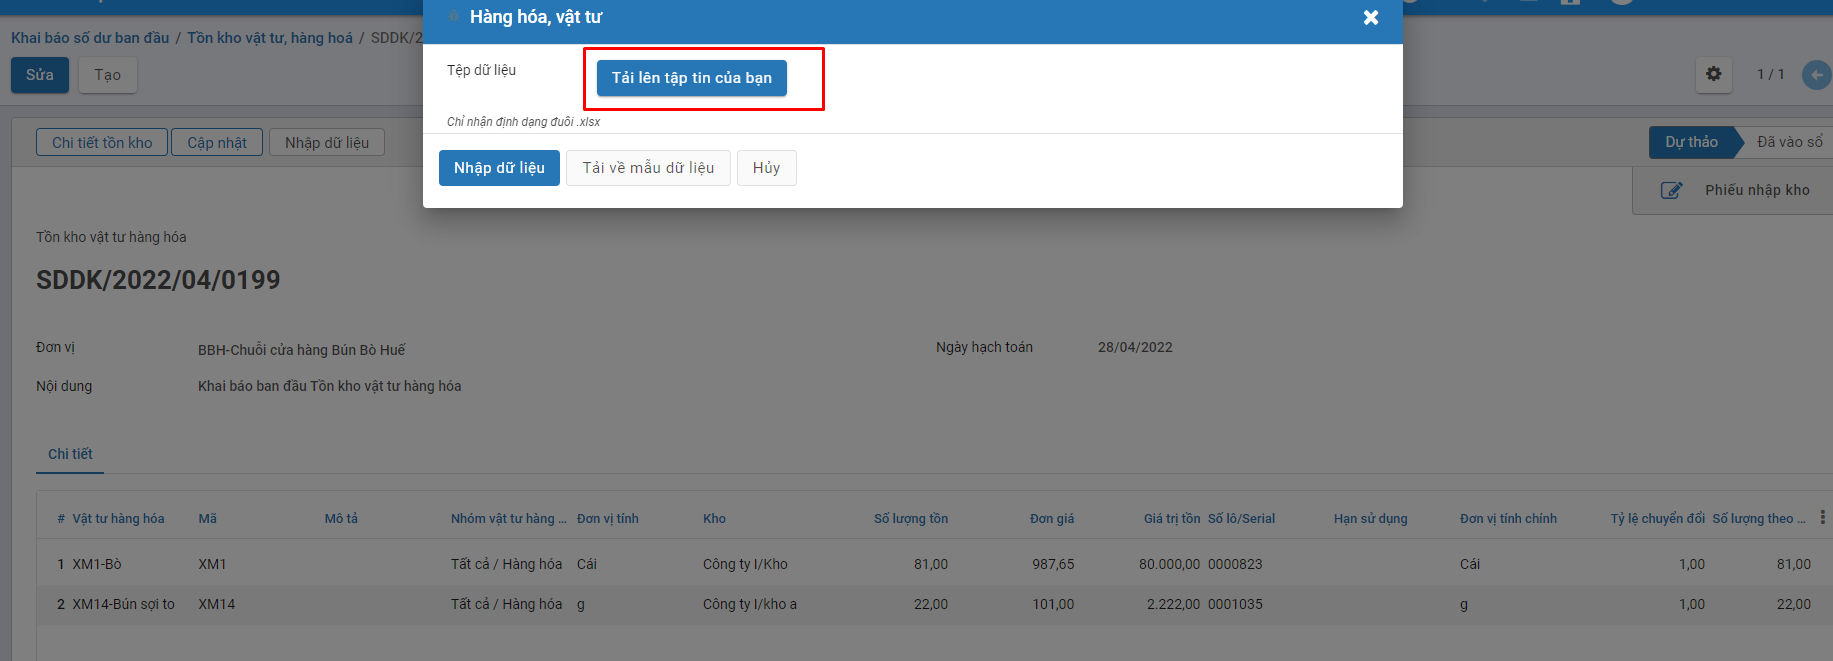 Hàng hóa, vật tư
Khai báo số dư ban đầu / Tồn kho vật tư, hàng hoá / SDDK/2
Tệp dữ liệu
Tải lên tập tin của bạn
Sửa
Tạo
1 / 1
Chỉ nhận định dạng đuôi .xlsx
Chi tiết tồn kho
Cập nhật
Nhập dữ liệu
Dự thảo
Đã vào sổ
Nhập dữ liệu
Tải về mẫu dữ liệu
Hủy
Phiếu nhập kho
Tồn kho vật tư hàng hóa
SDDK/2022/04/0199
Đơn vị BBH-Chuỗi cửa hàng Bún Bò Huế Ngày hạch toán 28/04/2022
Nội dung Khai báo ban đầu Tồn kho vật tư hàng hóa
Chi tiết
# Vật tư hàng hóa Mã Mô tả Nhóm vật tư hàng ... Đơn vị tính Kho Số lượng tồn Đơn giá Giá trị tồn Số lô/Serial Hạn sử dụng Đơn vị tính chính Tỷ lệ chuyển đổi Số lượng theo ...
1 XM1-Bò XM1 Tất cả / Hàng hóa Cái Công ty I/Kho 81,00 987,65 80.000,00 0000823 Cái 1,00 81,00
2 XM14-Bún sợi to XM14 Tất cả / Hàng hóa g Công ty I/kho a 22,00 101,00 2.222,00 0001035 g 1,00 22,00